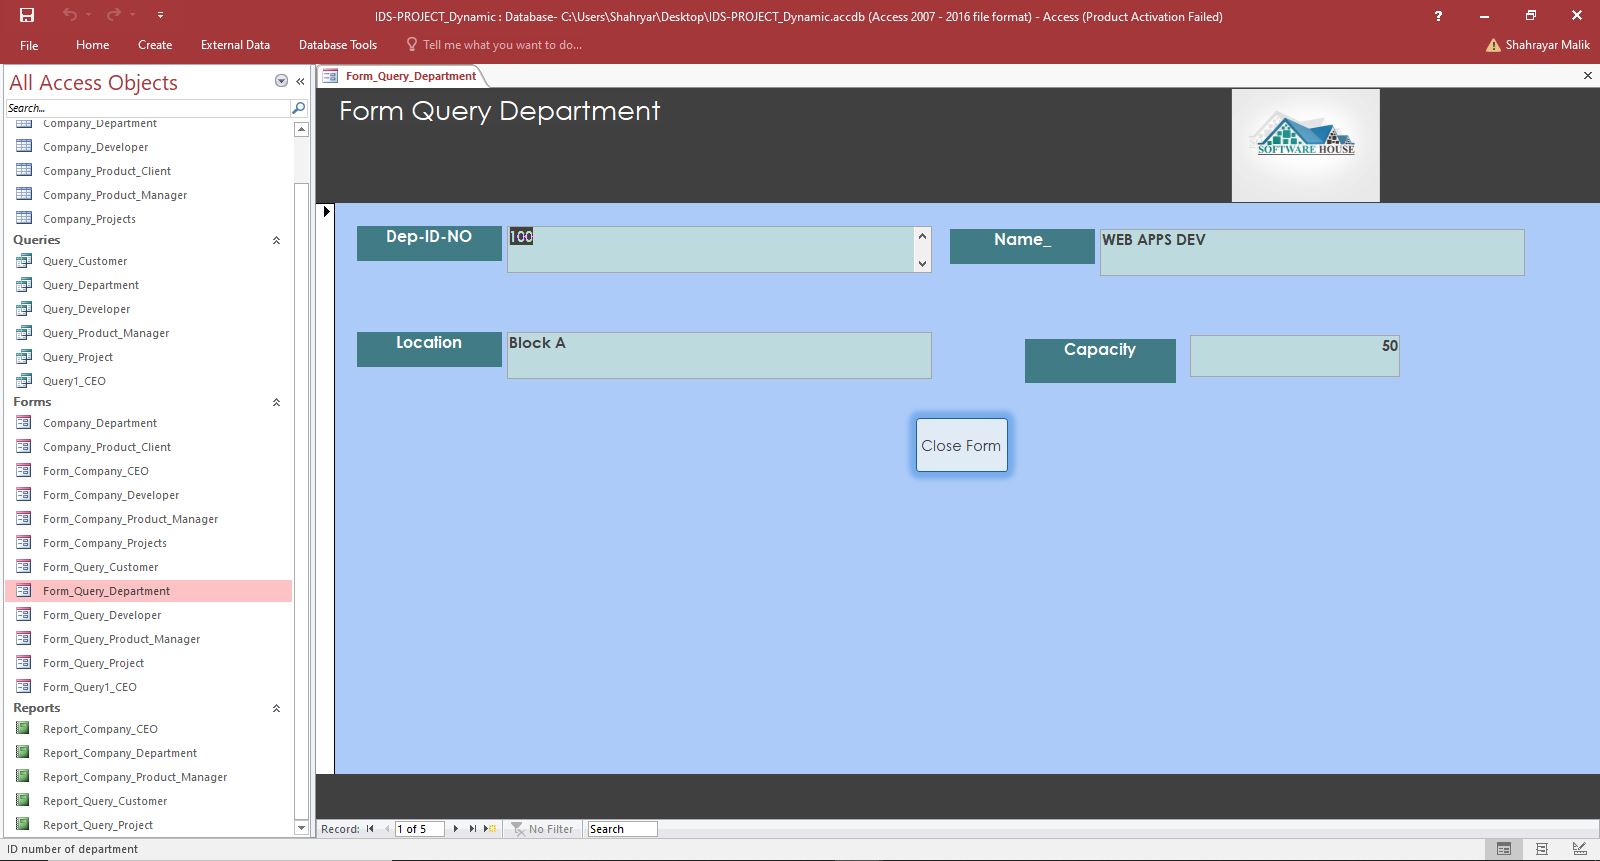 IDS-PROJECT_Dynamic : Database- C:\Users\Shahryar\Desktop\IDS-PROJECT_Dynamic.accdb (Access 2007 - 2016 file format) - Access (Product Activation Failed)
?
File Home Create External Data Database Tools Tell me what you want to do... Shahrayar Malik
All Access Objects
Search...
Company_Department
Company_Developer
Company_Product_Client
Company_Product_Manager
Company_Projects
Queries
Query_Customer
Query_Department
Query_Developer
Query_Product_Manager
Query_Project
Query1_CEO
Forms
Company_Department
Company_Product_Client
Form_Company_CEO
Form_Company_Developer
Form_Company_Product_Manager
Form_Company_Projects
Form_Query_Customer
Form_Query_Department
Form_Query_Developer
Form_Query_Product_Manager
Form_Query_Project
Form_Query1_CEO
Reports
Report_Company_CEO
Report_Company_Department
Report_Company_Product_Manager
Report_Query_Customer
Report_Query_Project
Form_Query_Department
Form Query Department
SOFTWARE HOUSE
Dep-ID-NO 100 Name_ WEB APPS DEV
Location Block A Capacity 50
Close Form
Record: 1 of 5 No Filter Search
ID number of department